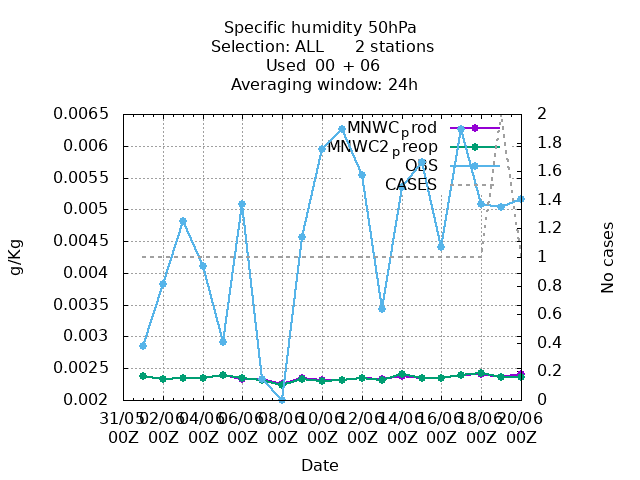 Specific humidity 50hPa
Selection: ALL 2 stations
Used 00 + 06
Averaging window: 24h
0.0065
0.006
0.0055
0.005
0.0045
0.004
0.0035
0.003
0.0025
0.002
g/Kg
2
1.8
1.6
1.4
1.2
1
0.8
0.6
0.4
0.2
0
No cases
MNWCprod
MNWC2preop
OBS
CASES
31/05 02/06 04/06 06/06 08/06 10/06 12/06 14/06 16/06 18/06 20/06
00Z 00Z 00Z 00Z 00Z 00Z 00Z 00Z 00Z 00Z 00Z
Date